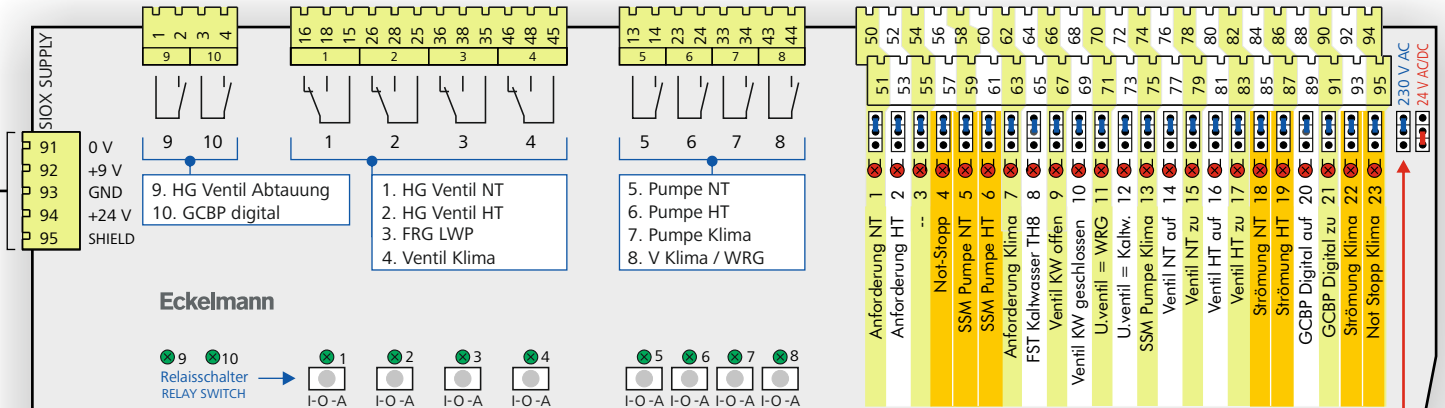 1 2 3 4
9 10
16 18 15 26 28 25 36 38 35 46 48 45
1 2 3 4
13 14 23 24 33 34 43 44
5 6 7 8
50 52 54 56 58 60 62 64 66 68 70 72 74 76 78 80 82 84 86 88 90 92 94
51 53 55 57 59 61 63 65 67 69 71 73 75 77 79 81 83 85 87 89 91 93 95
230 V AC
24 V AC/DC
SIOX SUPPLY
91 0 V
92 +9 V
93 GND
94 +24 V
95 SHIELD
9 10
1 2 3 4
5 6 7 8
9. HG Ventil Abtauung
10. GCBP digital
1. HG Ventil NT
2. HG Ventil HT
3. FRG LWP
4. Ventil Klima
5. Pumpe NT
6. Pumpe HT
7. Pumpe Klima
8. V Klima / WRG
Anforderung NT 1
Anforderung HT 2
-- 3
Not-Stopp 4
SSM Pumpe NT 5
SSM Pumpe HT 6
Anforderung Klima 7
FST Kaltwasser TH8 8
Ventil KW offen 9
Ventil KW geschlossen 10
U.ventil = WRG 11
U.ventil = Kaltw. 12
SSM Pumpe Klima 13
Ventil NT auf 14
Ventil NT zu 15
Ventil HT auf 16
Ventil HT zu 17
Strömung NT 18
Strömung HT 19
GCBP Digital auf 20
GCBP Digital zu 21
Strömung Klima 22
Not Stopp Klima 23
Eckelmann
9 10 1 2 3 4 5 6 7 8
Relaisschalter
RELAY SWITCH
I-O-A I-O-A I-O-A I-O-A I-O-A I-O-A I-O-A I-O-A